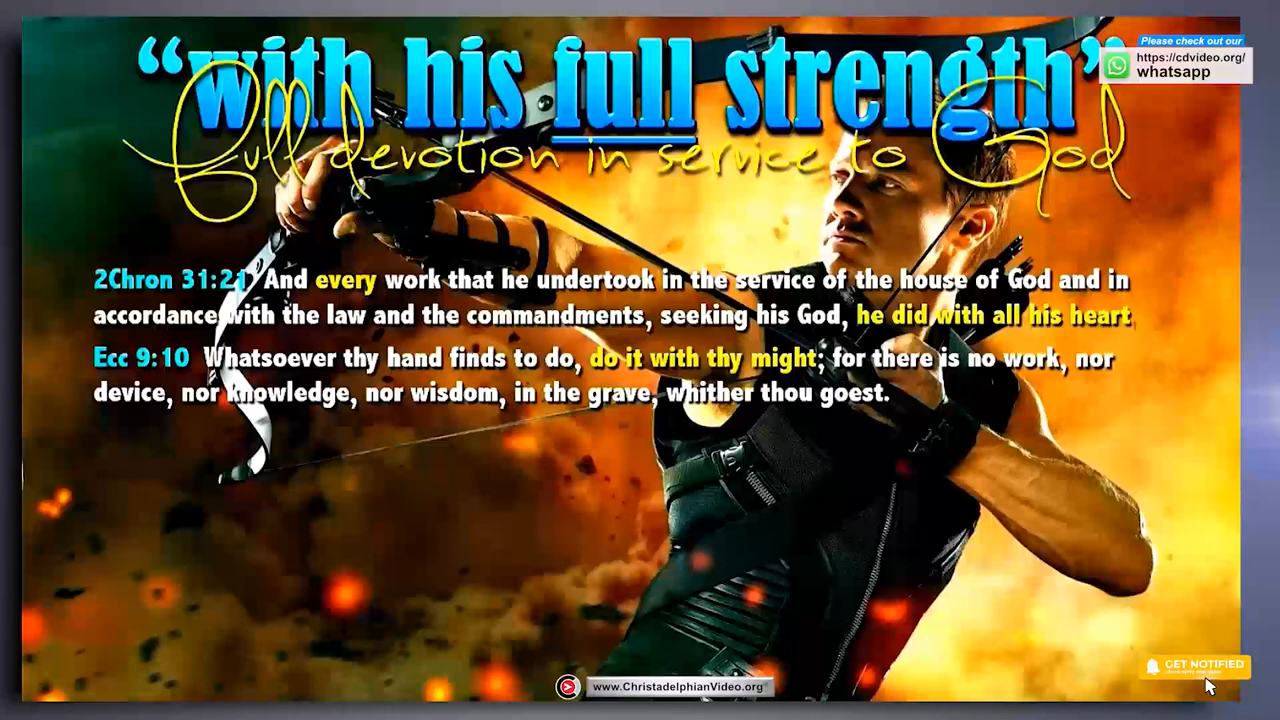 “with his full strength”
Full devotion in service to God
Please check out our
https://cdvideo.org/
whatsapp
2Chron 31:21 And every work that he undertook in the service of the house of God and in
accordance with the law and the commandments, seeking his God, he did with all his heart
Ecc 9:10 Whatsoever thy hand finds to do, do it with thy might; for there is no work, nor
device, nor knowledge, nor wisdom, in the grave, whither thou goest.
GET NOTIFIED
www.ChristadelphianVideo.org